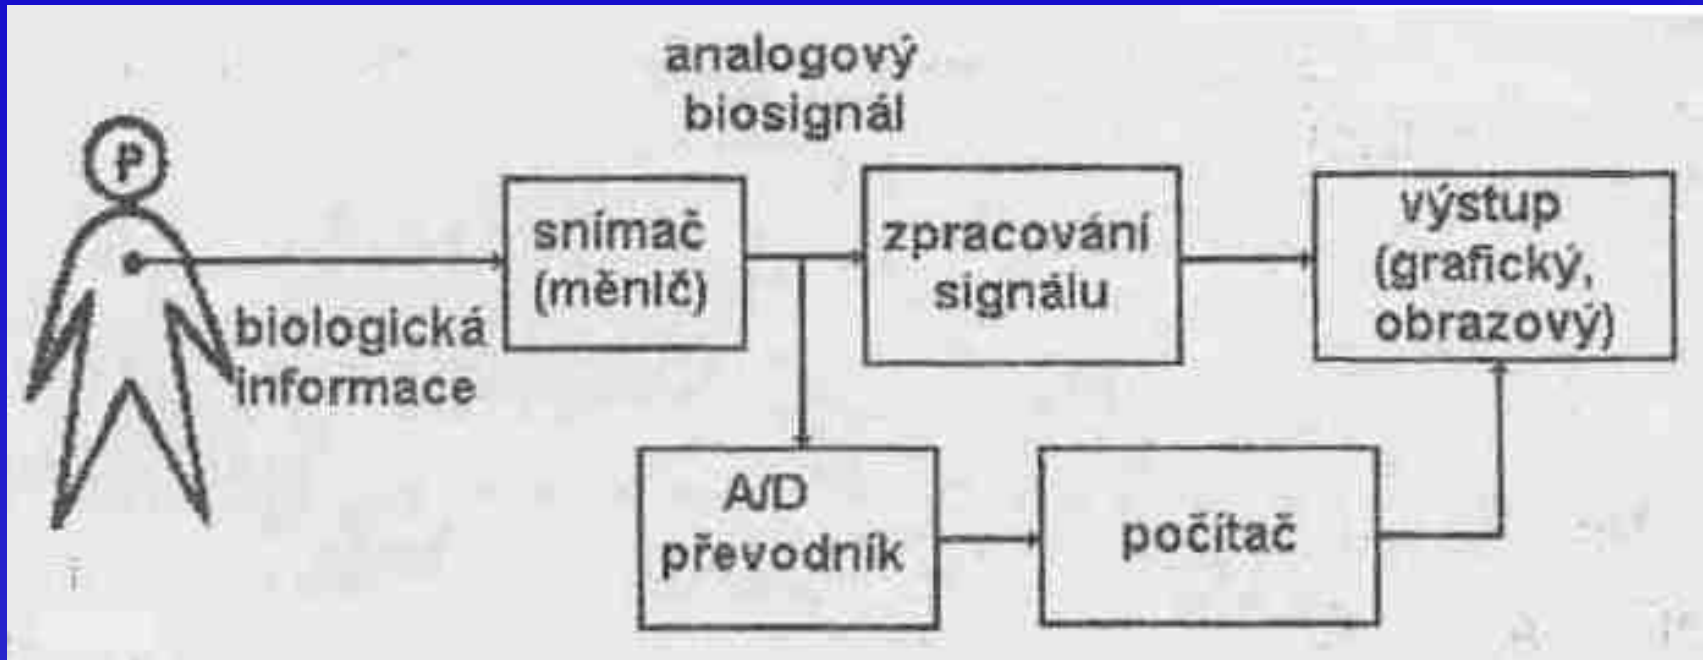 analogový
biosignál
P
snímač
(měnič)
zpracování
signálu
výstup
(grafický,
obrazový)
biologická
informace
A/D
převodník
počítač